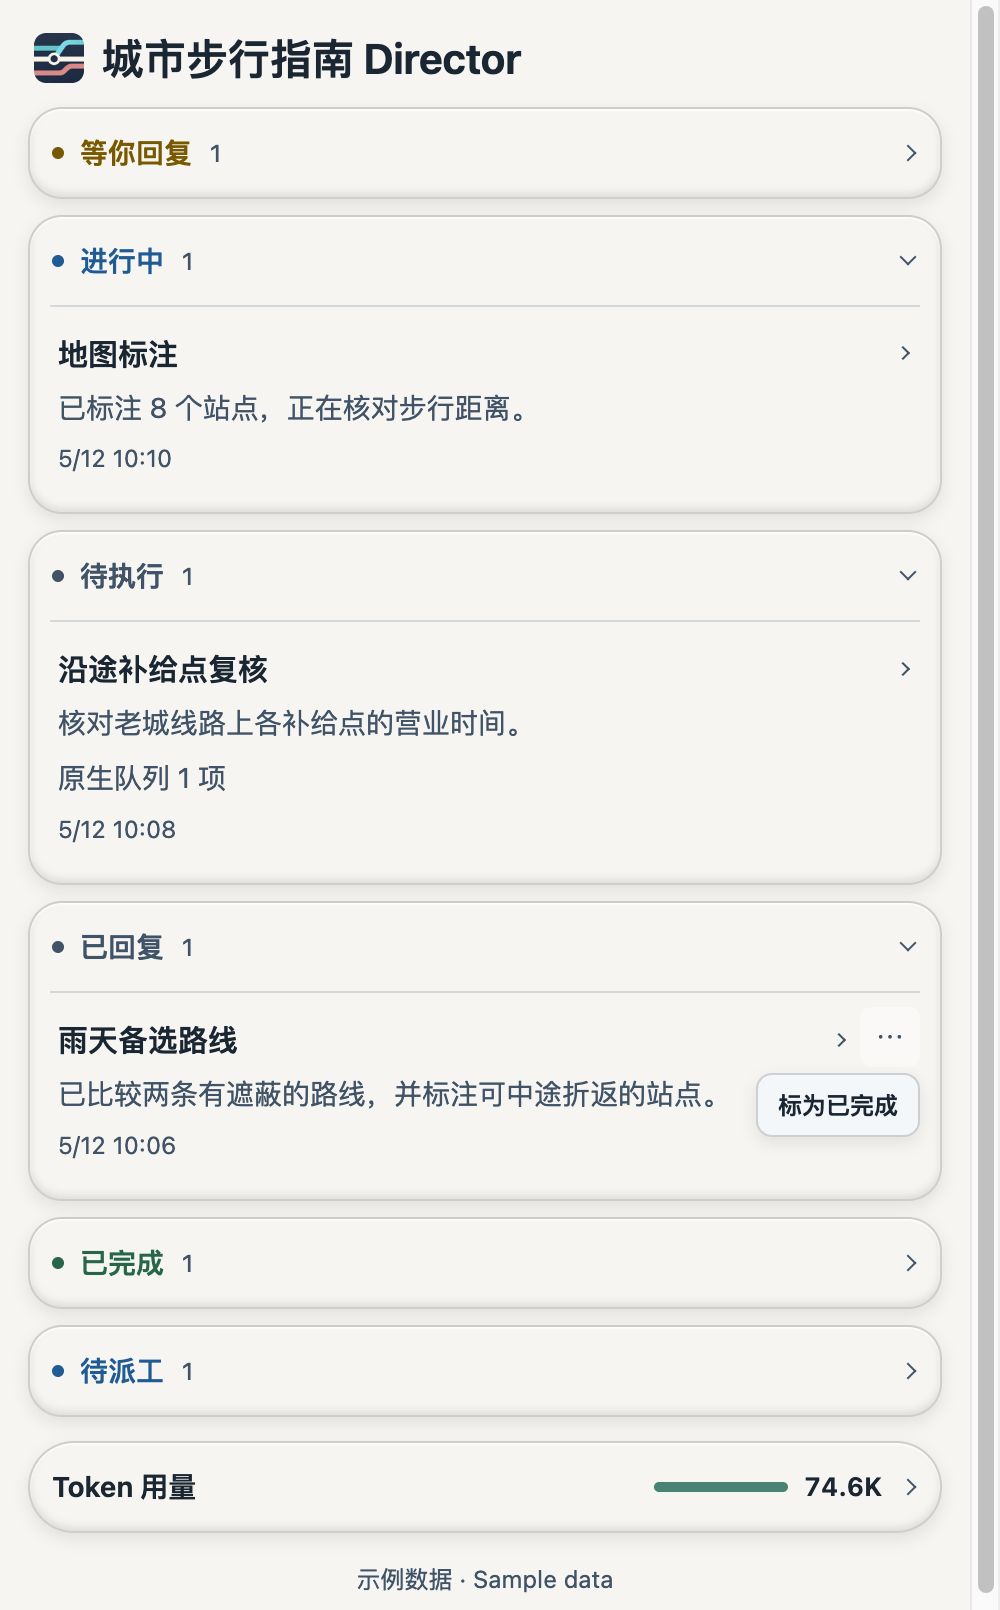 城市步行指南 Director
等你回复 1
进行中 1
地图标注
已标注 8 个站点，正在核对步行距离。
5/12 10:10
待执行 1
沿途补给点复核
核对老城线路上各补给点的营业时间。
原生队列 1 项
5/12 10:08
已回复 1
雨天备选路线
已比较两条有遮蔽的路线，并标注可中途折返的站点。
标为已完成
5/12 10:06
已完成 1
待派工 1
Token 用量 74.6K
示例数据 · Sample data